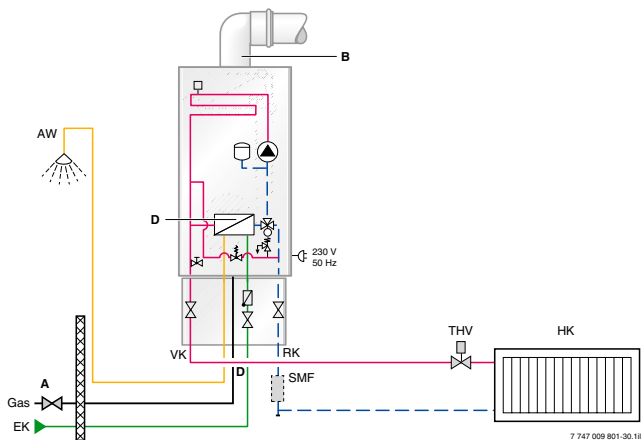 B
AW
D
230 V
50 Hz
THV
HK
VK
RK
D
SMF
A
Gas
EK
7 747 009 801-30.1il